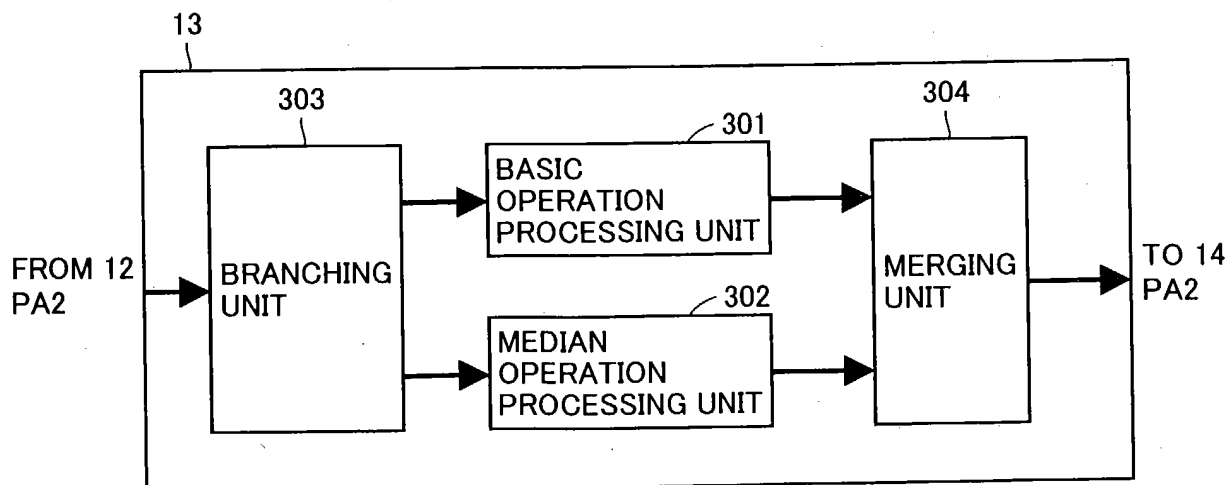 13
303
301
304
BASIC
OPERATION
PROCESSING UNIT
FROM 12
PA2
BRANCHING
UNIT
MERGING
UNIT
TO 14
PA2
302
MEDIAN
OPERATION
PROCESSING UNIT